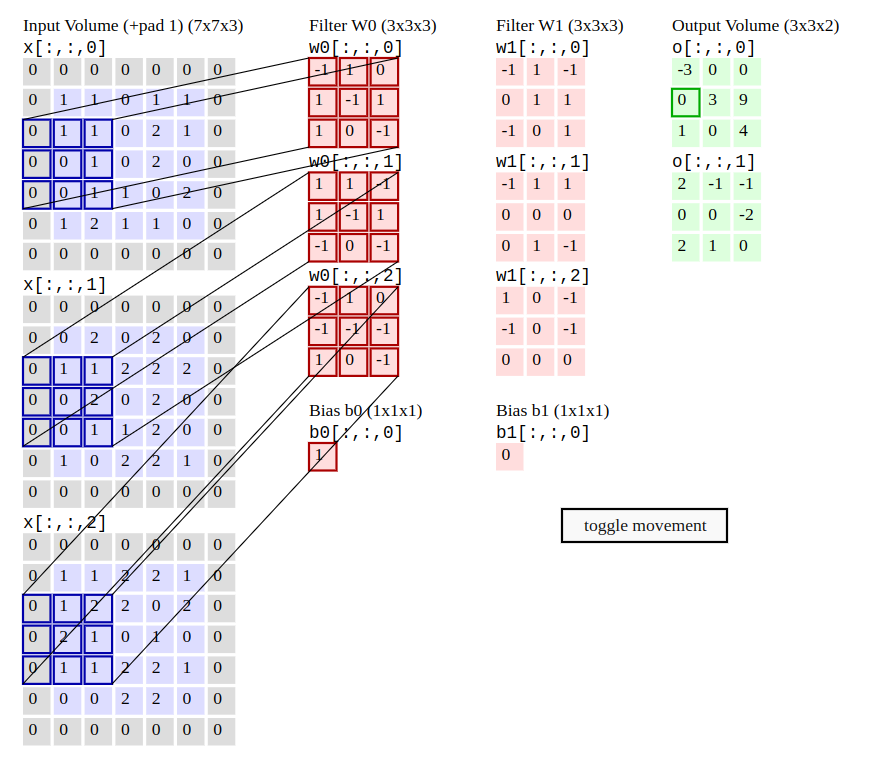 Input Volume (+pad 1) (7x7x3)
x[:,:,0]
0 0 0 0 0 0 0
0 1 1 0 1 1 0
0 1 1 0 2 1 0
0 0 1 0 2 0 0
0 0 1 1 0 2 0
0 1 2 1 1 0 0
0 0 0 0 0 0 0
x[:,:,1]
0 0 0 0 0 0 0
0 0 2 0 2 0 0
0 1 1 2 2 2 0
0 0 2 0 2 0 0
0 0 1 1 2 0 0
0 1 0 2 2 1 0
0 0 0 0 0 0 0
x[:,:,2]
0 0 0 0 0 0 0
0 1 1 2 2 1 0
0 1 2 2 0 2 0
0 2 1 0 1 0 0
0 1 1 2 2 1 0
0 0 0 2 2 0 0
0 0 0 0 0 0 0
Filter W0 (3x3x3)
w0[:,:,0]
-1 1 0
1 -1 1
1 0 -1
w0[:,:,1]
1 1 -1
1 -1 1
-1 0 -1
w0[:,:,2]
-1 1 0
-1 -1 -1
1 0 -1
Bias b0 (1x1x1)
b0[:,:,0]
1
Filter W1 (3x3x3)
w1[:,:,0]
-1 1 -1
0 1 1
-1 0 1
w1[:,:,1]
-1 1 1
0 0 0
0 1 -1
w1[:,:,2]
1 0 -1
-1 0 -1
0 0 0
Bias b1 (1x1x1)
b1[:,:,0]
0
Output Volume (3x3x2)
o[:,:,0]
-3 0 0
0 3 9
1 0 4
o[:,:,1]
2 -1 -1
0 0 -2
2 1 0
toggle movement